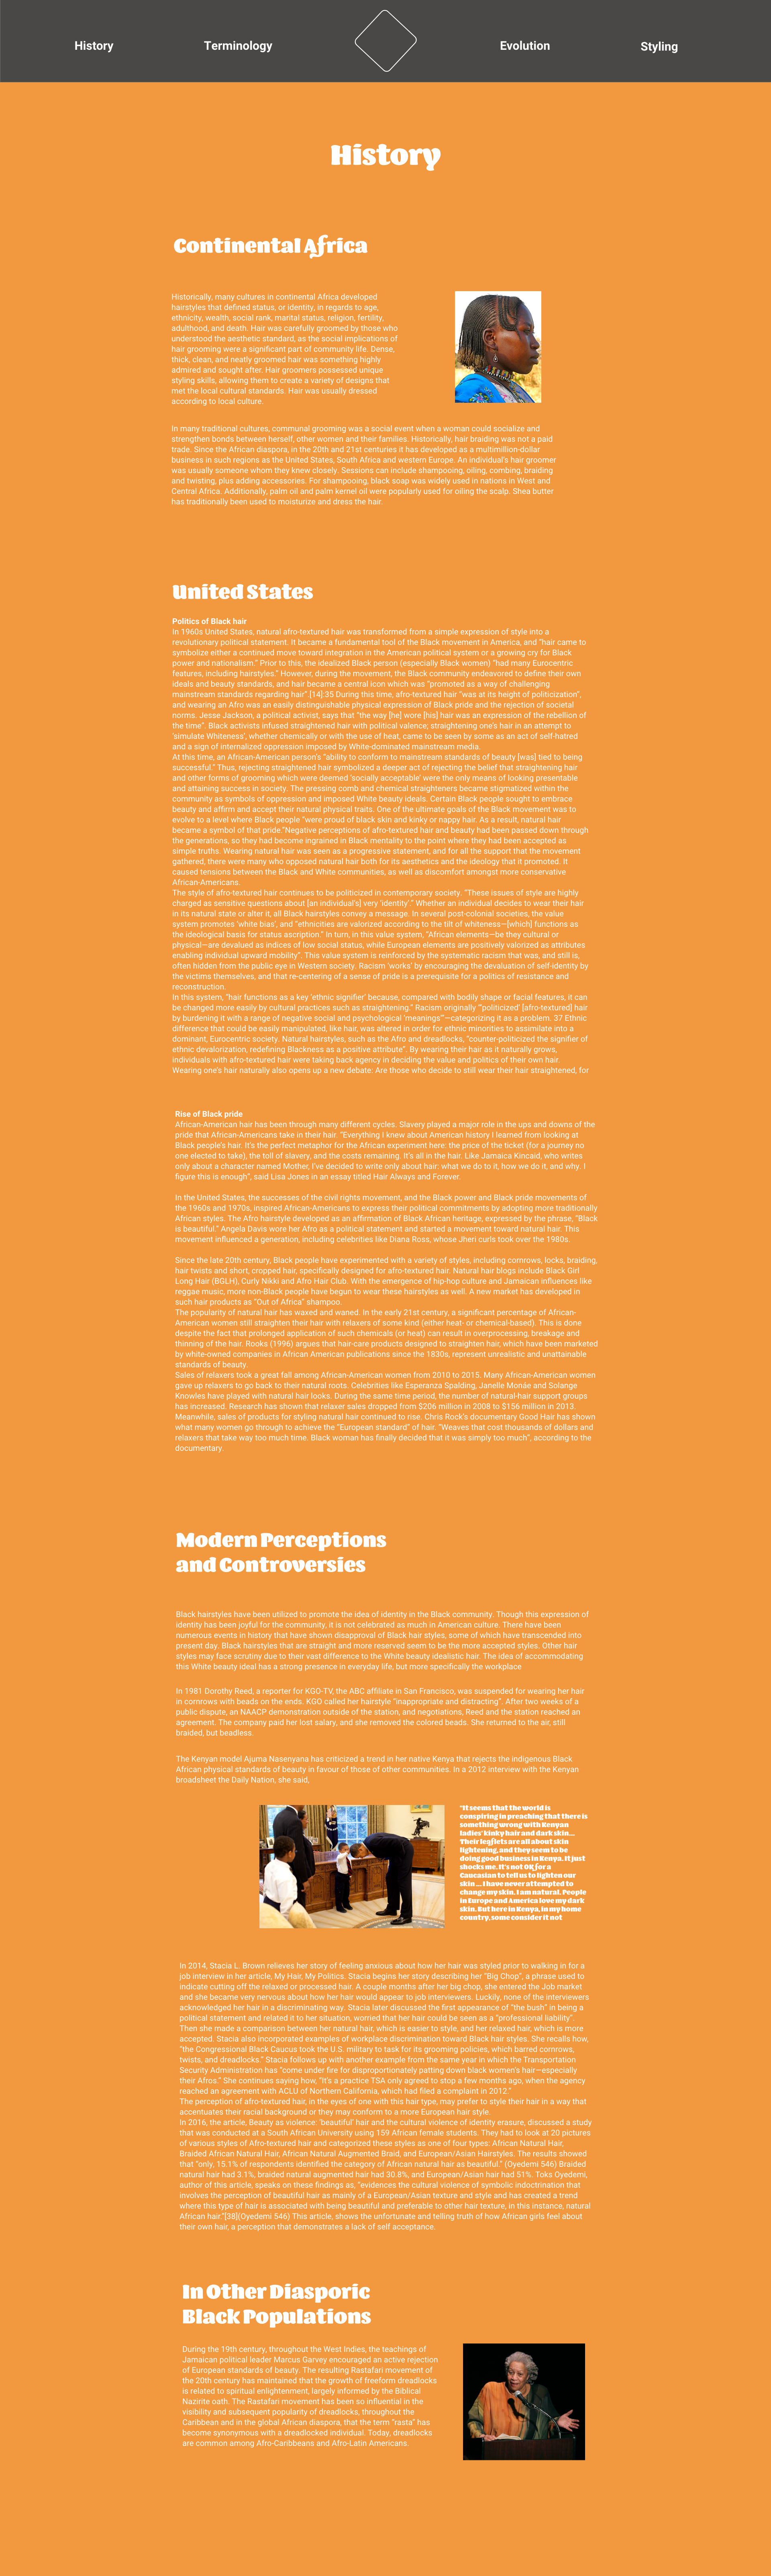 History
Terminology
Evolution
Styling
History
Continental Africa
Historically, many cultures in continental Africa developed
hairstyles that defined status, or identity, in regards to age,
ethnicity, wealth, social rank, marital status, religion, fertility,
adulthood, and death. Hair was carefully groomed by those who
understood the aesthetic standard, as the social implications of
hair grooming were a significant part of community life. Dense,
thick, clean, and neatly groomed hair was something highly
admired and sought after. Hair groomers possessed unique
styling skills, allowing them to create a variety of designs that
met the local cultural standards. Hair was usually dressed
according to local culture.
In many traditional cultures, communal grooming was a social event when a woman could socialize and
strengthen bonds between herself, other women and their families. Historically, hair braiding was not a paid
trade. Since the African diaspora, in the 20th and 21st centuries it has developed as a multimillion-dollar
business in such regions as the United States, South Africa and western Europe. An individual's hair groomer
was usually someone whom they knew closely. Sessions can include shampooing, oiling, combing, braiding
and twisting, plus adding accessories. For shampooing, black soap was widely used in nations in West and
Central Africa. Additionally, palm oil and palm kernel oil were popularly used for oiling the scalp. Shea butter
has traditionally been used to moisturize and dress the hair.
United States
Politics of Black hair
In 1960s United States, natural afro-textured hair was transformed from a simple expression of style into a
revolutionary political statement. It became a fundamental tool of the Black movement in America, and “hair came to
symbolize either a continued move toward integration in the American political system or a growing cry for Black
power and nationalism.” Prior to this, the idealized Black person (especially Black women) “had many Eurocentric
features, including hairstyles.” However, during the movement, the Black community endeavored to define their own
ideals and beauty standards, and hair became a central icon which was “promoted as a way of challenging
mainstream standards regarding hair”.[14]:35 During this time, afro-textured hair “was at its height of politicization”,
and wearing an Afro was an easily distinguishable physical expression of Black pride and the rejection of societal
norms. Jesse Jackson, a political activist, says that “the way [he] wore [his] hair was an expression of the rebellion of
the time”. Black activists infused straightened hair with political valence; straightening one’s hair in an attempt to
‘simulate Whiteness’, whether chemically or with the use of heat, came to be seen by some as an act of self-hatred
and a sign of internalized oppression imposed by White-dominated mainstream media.
At this time, an African-American person’s “ability to conform to mainstream standards of beauty [was] tied to being
successful.” Thus, rejecting straightened hair symbolized a deeper act of rejecting the belief that straightening hair
and other forms of grooming which were deemed ‘socially acceptable’ were the only means of looking presentable
and attaining success in society. The pressing comb and chemical straighteners became stigmatized within the
community as symbols of oppression and imposed White beauty ideals. Certain Black people sought to embrace
beauty and affirm and accept their natural physical traits. One of the ultimate goals of the Black movement was to
evolve to a level where Black people “were proud of black skin and kinky or nappy hair. As a result, natural hair
became a symbol of that pride.”Negative perceptions of afro-textured hair and beauty had been passed down through
the generations, so they had become ingrained in Black mentality to the point where they had been accepted as
simple truths. Wearing natural hair was seen as a progressive statement, and for all the support that the movement
gathered, there were many who opposed natural hair both for its aesthetics and the ideology that it promoted. It
caused tensions between the Black and White communities, as well as discomfort amongst more conservative
African-Americans.
The style of afro-textured hair continues to be politicized in contemporary society. “These issues of style are highly
charged as sensitive questions about [an individual’s] very ‘identity’.” Whether an individual decides to wear their hair
in its natural state or alter it, all Black hairstyles convey a message. In several post-colonial societies, the value
system promotes ‘white bias’, and “ethnicities are valorized according to the tilt of whiteness—[which] functions as
the ideological basis for status ascription.” In turn, in this value system, “African elements—be they cultural or
physical—are devalued as indices of low social status, while European elements are positively valorized as attributes
enabling individual upward mobility”. This value system is reinforced by the systematic racism that was, and still is,
often hidden from the public eye in Western society. Racism ‘works’ by encouraging the devaluation of self-identity by
the victims themselves, and that re-centering of a sense of pride is a prerequisite for a politics of resistance and
reconstruction.
In this system, “hair functions as a key ‘ethnic signifier’ because, compared with bodily shape or facial features, it can
be changed more easily by cultural practices such as straightening.” Racism originally “‘politicized’ [afro-textured] hair
by burdening it with a range of negative social and psychological ‘meanings’”—categorizing it as a problem. 37 Ethnic
difference that could be easily manipulated, like hair, was altered in order for ethnic minorities to assimilate into a
dominant, Eurocentric society. Natural hairstyles, such as the Afro and dreadlocks, “counter-politicized the signifier of
ethnic devalorization, redefining Blackness as a positive attribute”. By wearing their hair as it naturally grows,
individuals with afro-textured hair were taking back agency in deciding the value and politics of their own hair.
Wearing one’s hair naturally also opens up a new debate: Are those who decide to still wear their hair straightened, for
Rise of Black pride
African-American hair has been through many different cycles. Slavery played a major role in the ups and downs of the
pride that African-Americans take in their hair. “Everything I knew about American history I learned from looking at
Black people’s hair. It’s the perfect metaphor for the African experiment here: the price of the ticket (for a journey no
one elected to take), the toll of slavery, and the costs remaining. It’s all in the hair. Like Jamaica Kincaid, who writes
only about a character named Mother, I’ve decided to write only about hair: what we do to it, how we do it, and why. I
figure this is enough”, said Lisa Jones in an essay titled Hair Always and Forever.
In the United States, the successes of the civil rights movement, and the Black power and Black pride movements of
the 1960s and 1970s, inspired African-Americans to express their political commitments by adopting more traditionally
African styles. The Afro hairstyle developed as an affirmation of Black African heritage, expressed by the phrase, “Black
is beautiful.” Angela Davis wore her Afro as a political statement and started a movement toward natural hair. This
movement influenced a generation, including celebrities like Diana Ross, whose Jheri curls took over the 1980s.
Since the late 20th century, Black people have experimented with a variety of styles, including cornrows, locks, braiding,
hair twists and short, cropped hair, specifically designed for afro-textured hair. Natural hair blogs include Black Girl
Long Hair (BGLH), Curly Nikki and Afro Hair Club. With the emergence of hip-hop culture and Jamaican influences like
reggae music, more non-Black people have begun to wear these hairstyles as well. A new market has developed in
such hair products as “Out of Africa” shampoo.
The popularity of natural hair has waxed and waned. In the early 21st century, a significant percentage of African-
American women still straighten their hair with relaxers of some kind (either heat- or chemical-based). This is done
despite the fact that prolonged application of such chemicals (or heat) can result in overprocessing, breakage and
thinning of the hair. Rooks (1996) argues that hair-care products designed to straighten hair, which have been marketed
by white-owned companies in African American publications since the 1830s, represent unrealistic and unattainable
standards of beauty.
Sales of relaxers took a great fall among African-American women from 2010 to 2015. Many African-American women
gave up relaxers to go back to their natural roots. Celebrities like Esperanza Spalding, Janelle Monáe and Solange
Knowles have played with natural hair looks. During the same time period, the number of natural-hair support groups
has increased. Research has shown that relaxer sales dropped from $206 million in 2008 to $156 million in 2013.
Meanwhile, sales of products for styling natural hair continued to rise. Chris Rock’s documentary Good Hair has shown
what many women go through to achieve the “European standard” of hair. “Weaves that cost thousands of dollars and
relaxers that take way too much time. Black woman has finally decided that it was simply too much”, according to the
documentary.
Modern Perceptions
and Controversies
Black hairstyles have been utilized to promote the idea of identity in the Black community. Though this expression of
identity has been joyful for the community, it is not celebrated as much in American culture. There have been
numerous events in history that have shown disapproval of Black hair styles, some of which have transcended into
present day. Black hairstyles that are straight and more reserved seem to be the more accepted styles. Other hair
styles may face scrutiny due to their vast difference to the White beauty idealistic hair. The idea of accommodating
this White beauty ideal has a strong presence in everyday life, but more specifically the workplace
In 1981 Dorothy Reed, a reporter for KGO-TV, the ABC affiliate in San Francisco, was suspended for wearing her hair
in cornrows with beads on the ends. KGO called her hairstyle “inappropriate and distracting”. After two weeks of a
public dispute, an NAACP demonstration outside of the station, and negotiations, Reed and the station reached an
agreement. The company paid her lost salary, and she removed the colored beads. She returned to the air, still
braided, but beadless.
The Kenyan model Ajuma Nasenyana has criticized a trend in her native Kenya that rejects the indigenous Black
African physical standards of beauty in favour of those of other communities. In a 2012 interview with the Kenyan
broadsheet the Daily Nation, she said,
“It seems that the world is
conspiring in preaching that there is
something wrong with Kenyan
ladies’ kinky hair and dark skin...
Their leaflets are all about skin
lightening, and they seem to be
doing good business in Kenya. It just
shocks me. It’s not OK for a
Caucasian to tell us to lighten our
skin ... I have never attempted to
change my skin. I am natural. People
in Europe and America love my dark
skin. But here in Kenya, in my home
country, some consider it not
In 2014, Stacia L. Brown relieves her story of feeling anxious about how her hair was styled prior to walking in for a
job interview in her article, My Hair, My Politics. Stacia begins her story describing her “Big Chop”, a phrase used to
indicate cutting off the relaxed or processed hair. A couple months after her big chop, she entered the Job market
and she became very nervous about how her hair would appear to job interviewers. Luckily, none of the interviewers
acknowledged her hair in a discriminating way. Stacia later discussed the first appearance of “the bush” in being a
political statement and related it to her situation, worried that her hair could be seen as a “professional liability”.
Then she made a comparison between her natural hair, which is easier to style, and her relaxed hair, which is more
accepted. Stacia also incorporated examples of workplace discrimination toward Black hair styles. She recalls how,
“the Congressional Black Caucus took the U.S. military to task for its grooming policies, which barred cornrows,
twists, and dreadlocks.” Stacia follows up with another example from the same year in which the Transportation
Security Administration has “come under fire for disproportionately patting down black women’s hair—especially
their Afros.” She continues saying how, “It’s a practice TSA only agreed to stop a few months ago, when the agency
reached an agreement with ACLU of Northern California, which had filed a complaint in 2012.”
The perception of afro-textured hair, in the eyes of one with this hair type, may prefer to style their hair in a way that
accentuates their racial background or they may conform to a more European hair style.
In 2016, the article, Beauty as violence: ‘beautiful’ hair and the cultural violence of identity erasure, discussed a study
that was conducted at a South African University using 159 African female students. They had to look at 20 pictures
of various styles of Afro-textured hair and categorized these styles as one of four types: African Natural Hair,
Braided African Natural Hair, African Natural Augmented Braid, and European/Asian Hairstyles. The results showed
that “only, 15.1% of respondents identified the category of African natural hair as beautiful.” (Oyedemi 546) Braided
natural hair had 3.1%, braided natural augmented hair had 30.8%, and European/Asian hair had 51%. Toks Oyedemi,
author of this article, speaks on these findings as, “evidences the cultural violence of symbolic indoctrination that
involves the perception of beautiful hair as mainly of a European/Asian texture and style and has created a trend
where this type of hair is associated with being beautiful and preferable to other hair texture, in this instance, natural
African hair.”[38](Oyedemi 546) This article, shows the unfortunate and telling truth of how African girls feel about
their own hair, a perception that demonstrates a lack of self acceptance.
In Other Diasporic
Black Populations
During the 19th century, throughout the West Indies, the teachings of
Jamaican political leader Marcus Garvey encouraged an active rejection
of European standards of beauty. The resulting Rastafari movement of
the 20th century has maintained that the growth of freeform dreadlocks
is related to spiritual enlightenment, largely informed by the Biblical
Nazirite oath. The Rastafari movement has been so influential in the
visibility and subsequent popularity of dreadlocks, throughout the
Caribbean and in the global African diaspora, that the term “rasta” has
become synonymous with a dreadlocked individual. Today, dreadlocks
are common among Afro-Caribbeans and Afro-Latin Americans.